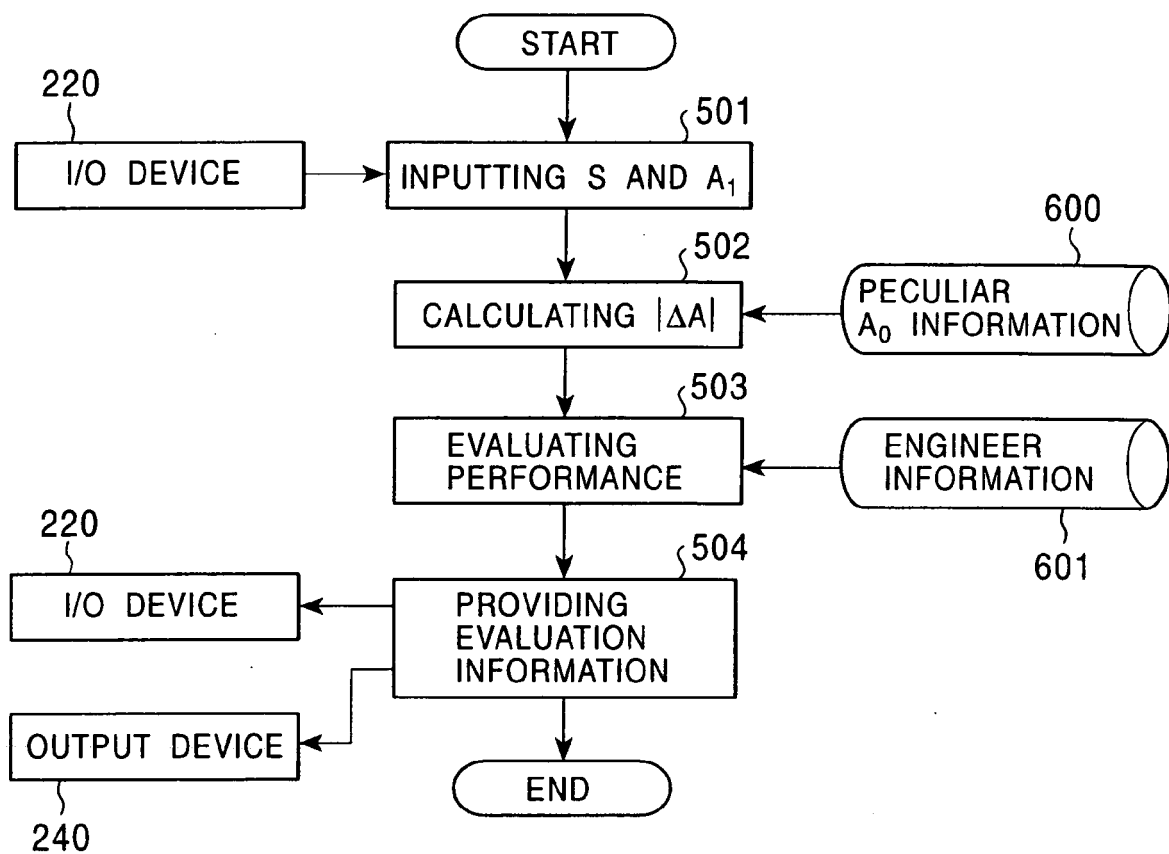 START
220
501
I/O DEVICE
INPUTTING S AND A₁
502
600
CALCULATING |ΔA|
PECULIAR
A₀ INFORMATION
503
EVALUATING
PERFORMANCE
ENGINEER
INFORMATION
601
220
504
I/O DEVICE
PROVIDING
EVALUATION
INFORMATION
OUTPUT DEVICE
240
END